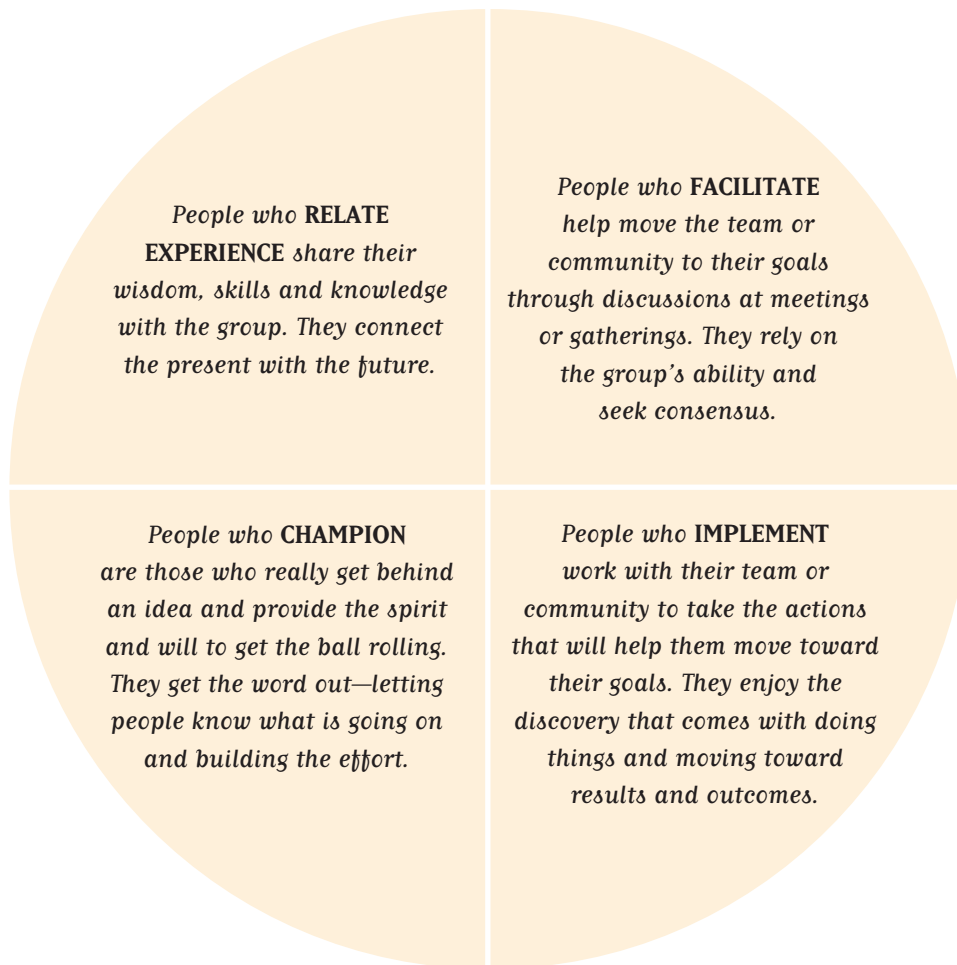 People who RELATE
EXPERIENCE share their
wisdom, skills and knowledge
with the group. They connect
the present with the future.
People who FACILITATE
help move the team or
community to their goals
through discussions at meetings
or gatherings. They rely on
the group’s ability and
seek consensus.
People who CHAMPION
are those who really get behind
an idea and provide the spirit
and will to get the ball rolling.
They get the word out—letting
people know what is going on
and building the effort.
People who IMPLEMENT
work with their team or
community to take the actions
that will help them move toward
their goals. They enjoy the
discovery that comes with doing
things and moving toward
results and outcomes.